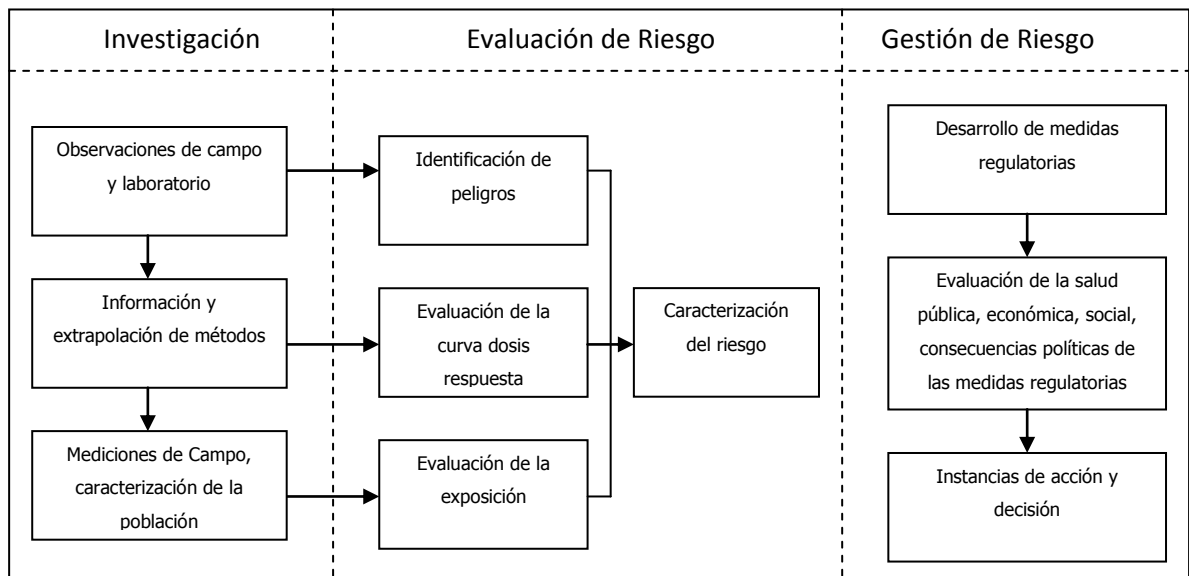 Investigación
Evaluación de Riesgo
Gestión de Riesgo
Observaciones de campo
y laboratorio
Información y
extrapolación de métodos
Mediciones de Campo,
caracterización de la
población
Identificación de
peligros
Evaluación de la
curva dosis
respuesta
Evaluación de la
exposición
Caracterización
del riesgo
Desarrollo de medidas
regulatorias
Evaluación de la salud
pública, económica, social,
consecuencias políticas de
las medidas regulatorias
Instancias de acción y
decisión